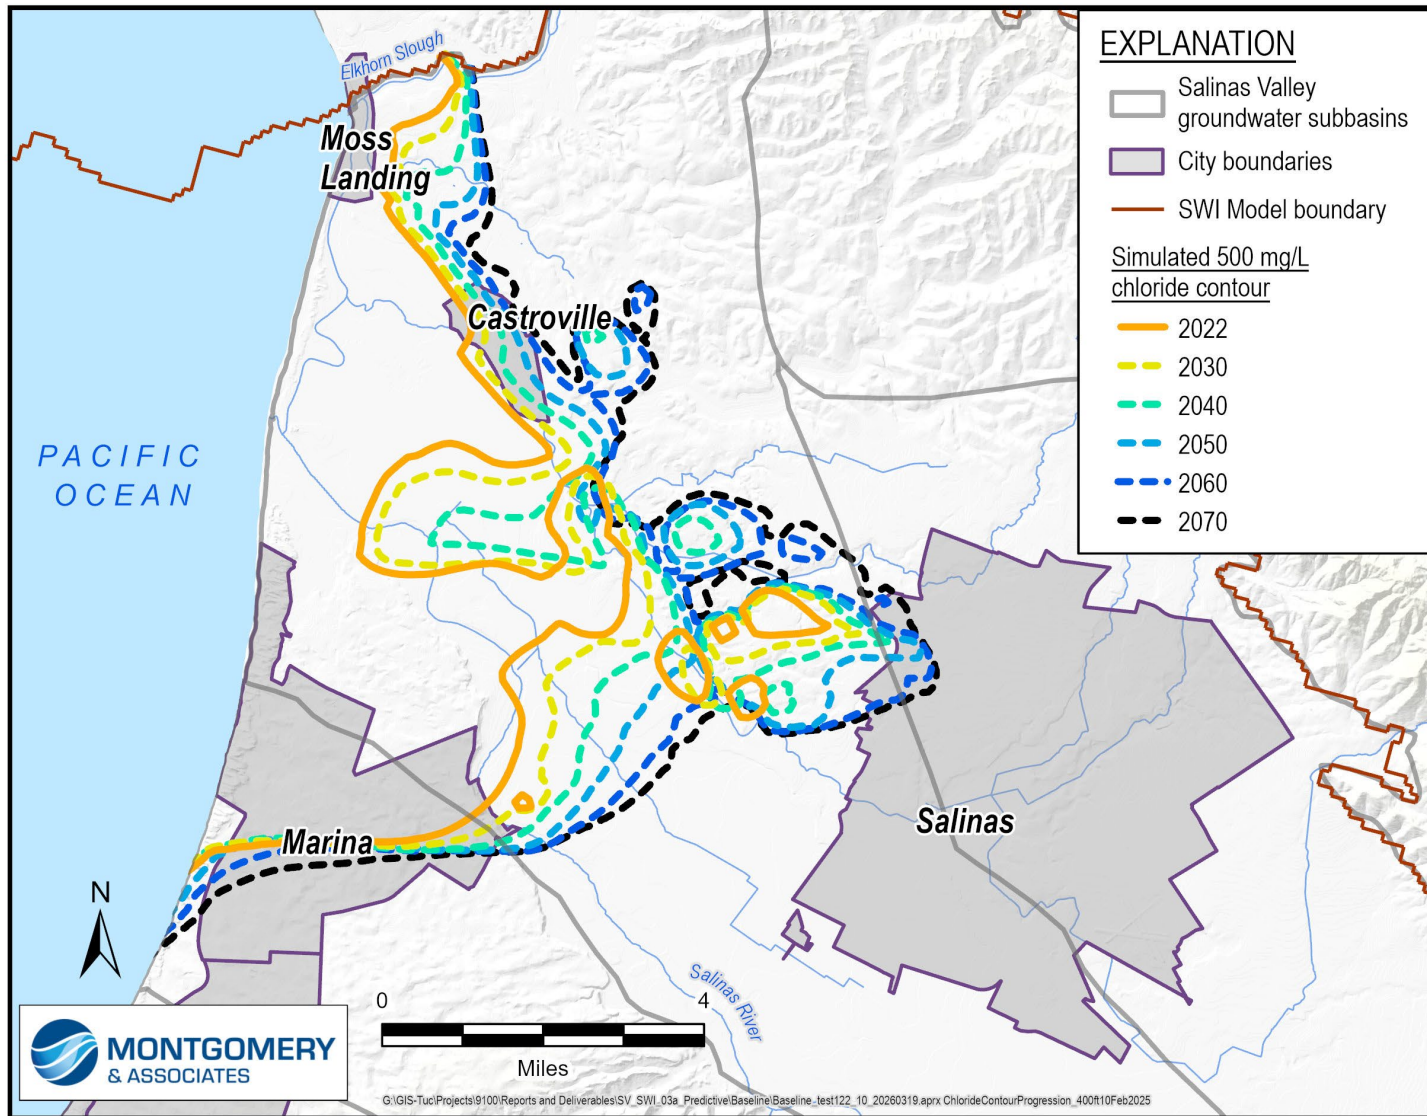 Elkhorn Slough
Moss
Landing
Castroville
PACIFIC
OCEAN
Marina
Salinas
Salinas River
N
0
4
Miles
MONTGOMERY
& ASSOCIATES
G:\GIS-Tuc\Projects\9100\Reports and Deliverables\SV_SWI_03a_Predictive\Baseline\Baseline_test122_10_20260319.aprx ChlorideContourProgression_400ft10Feb2025
EXPLANATION
Salinas Valley
groundwater subbasins
City boundaries
SWI Model boundary
Simulated 500 mg/L
chloride contour
2022
2030
2040
2050
2060
2070